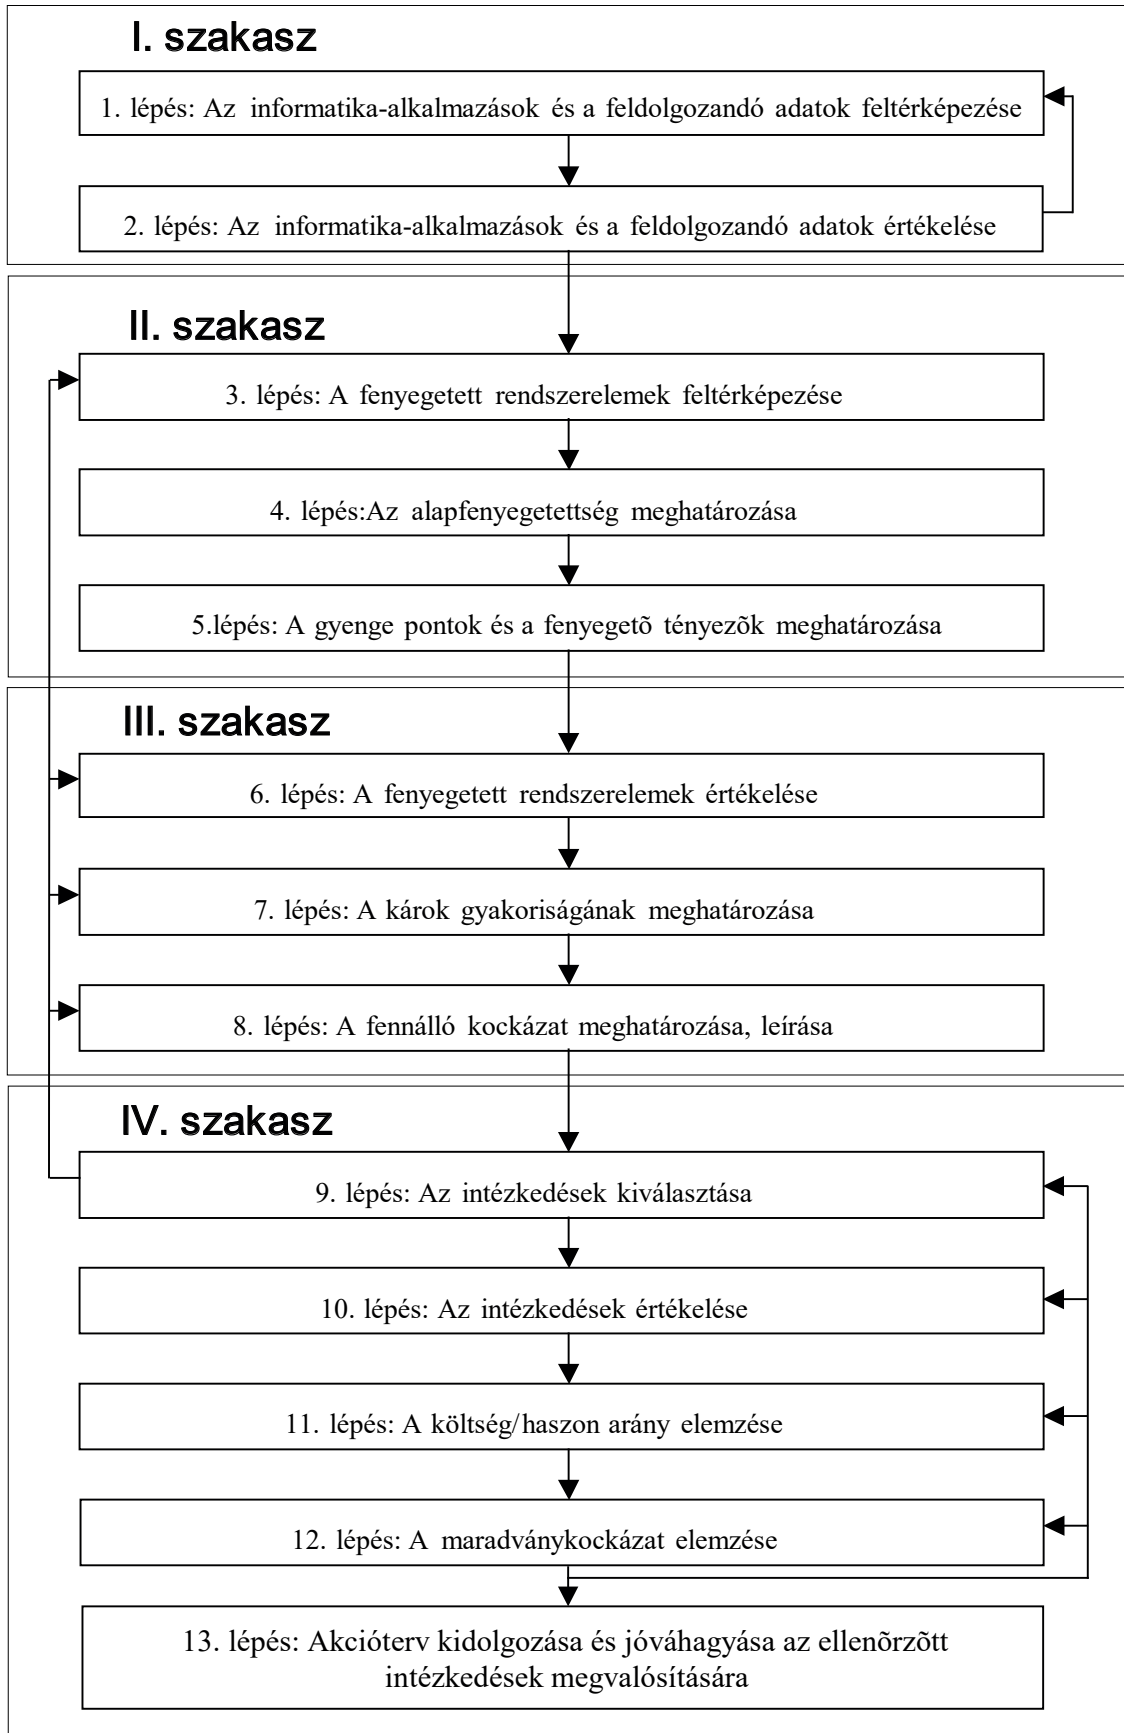 I. szakasz
1. lépés: Az informatika-alkalmazások és a feldolgozandó adatok feltérképezése
2. lépés: Az informatika-alkalmazások és a feldolgozandó adatok értékelése
II. szakasz
3. lépés: A fenyegetett rendszerelemek feltérképezése
4. lépés:Az alapfenyegetettség meghatározása
5.lépés: A gyenge pontok és a fenyegetõ tényezõk meghatározása
III. szakasz
6. lépés: A fenyegetett rendszerelemek értékelése
7. lépés: A károk gyakoriságának meghatározása
8. lépés: A fennálló kockázat meghatározása, leírása
IV. szakasz
9. lépés: Az intézkedések kiválasztása
10. lépés: Az intézkedések értékelése
11. lépés: A költség/haszon arány elemzése
12. lépés: A maradványkockázat elemzése
13. lépés: Akcióterv kidolgozása és jóváhagyása az ellenõrzõtt
intézkedések megvalósítására